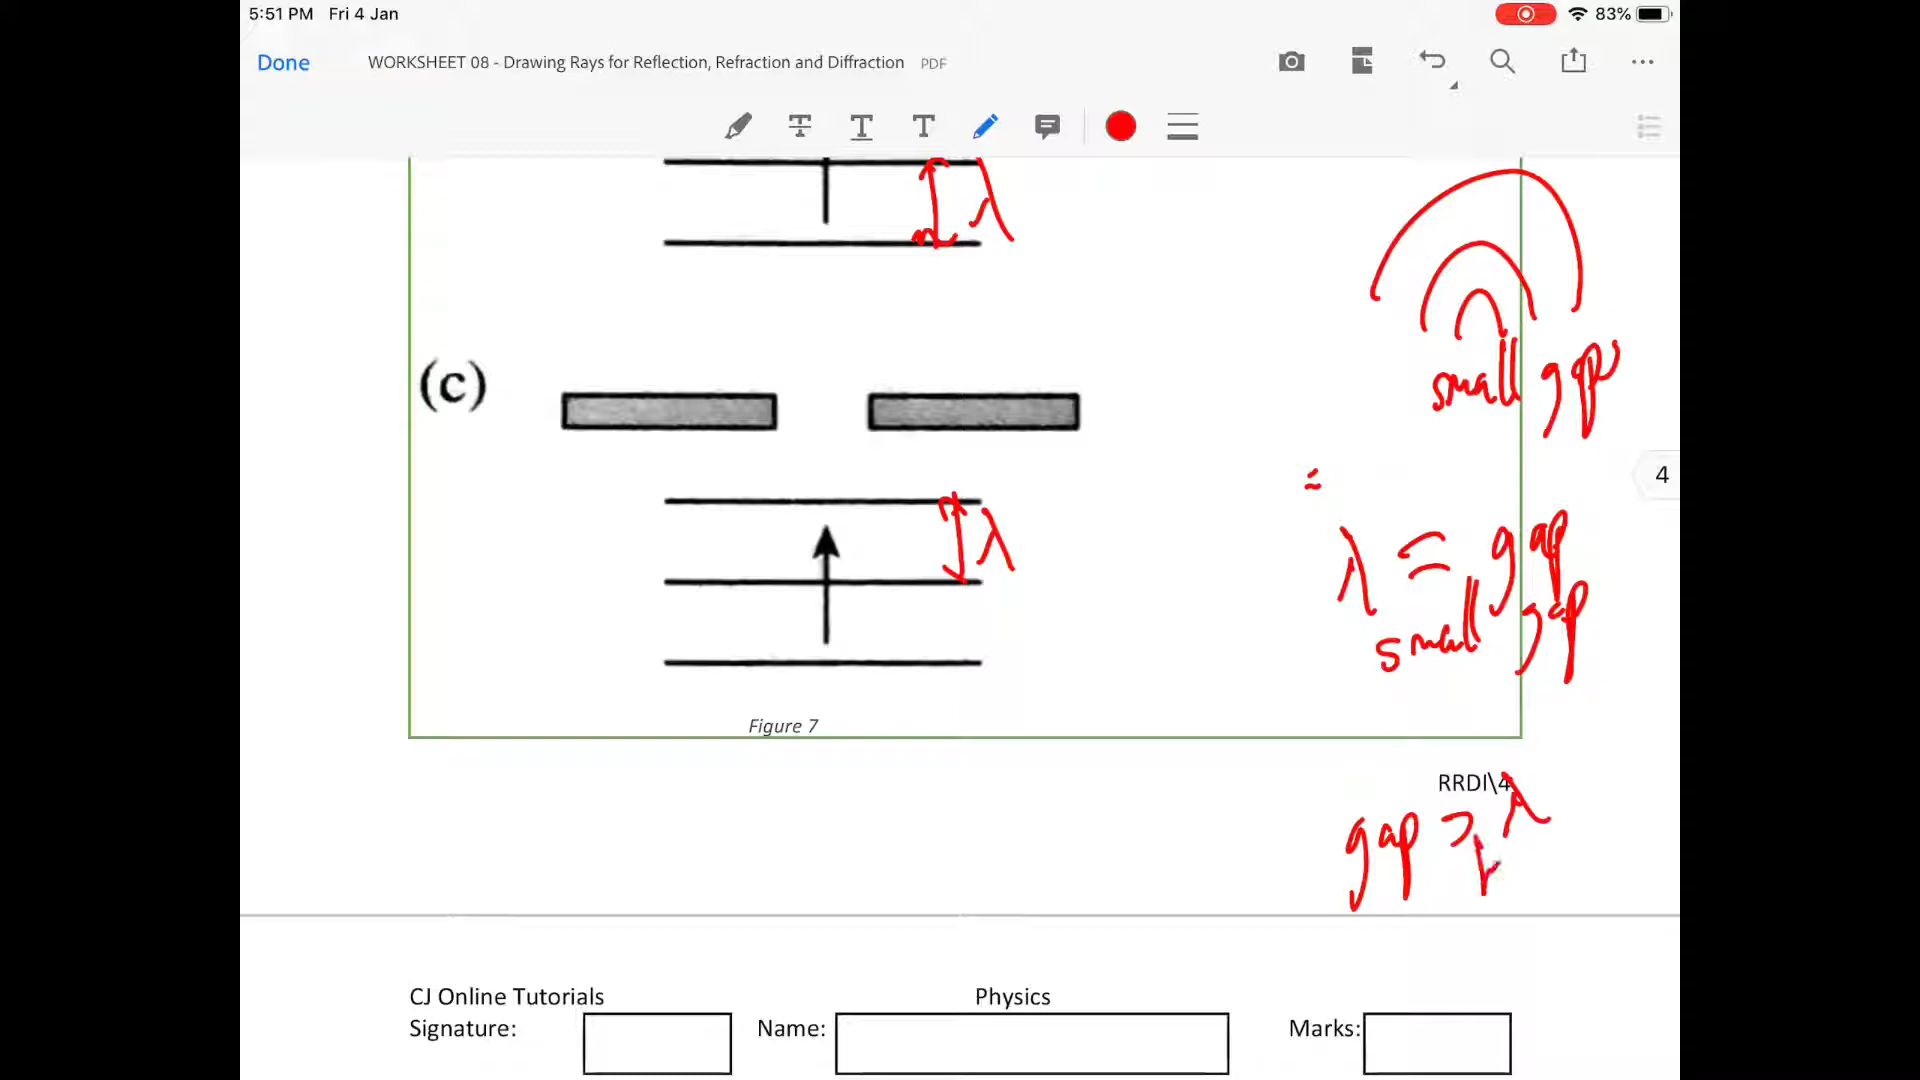 5:51 PM Fri 4 Jan
83%
Done
WORKSHEET 08 - Drawing Rays for Reflection, Refraction and Diffraction PDF
T T T
λ
small gap
(c)
λ
=
λ = gap
small gap
4
Figure 7
RRDI\4
gap > λ
CJ Online Tutorials
Physics
Signature:
Name:
Marks: